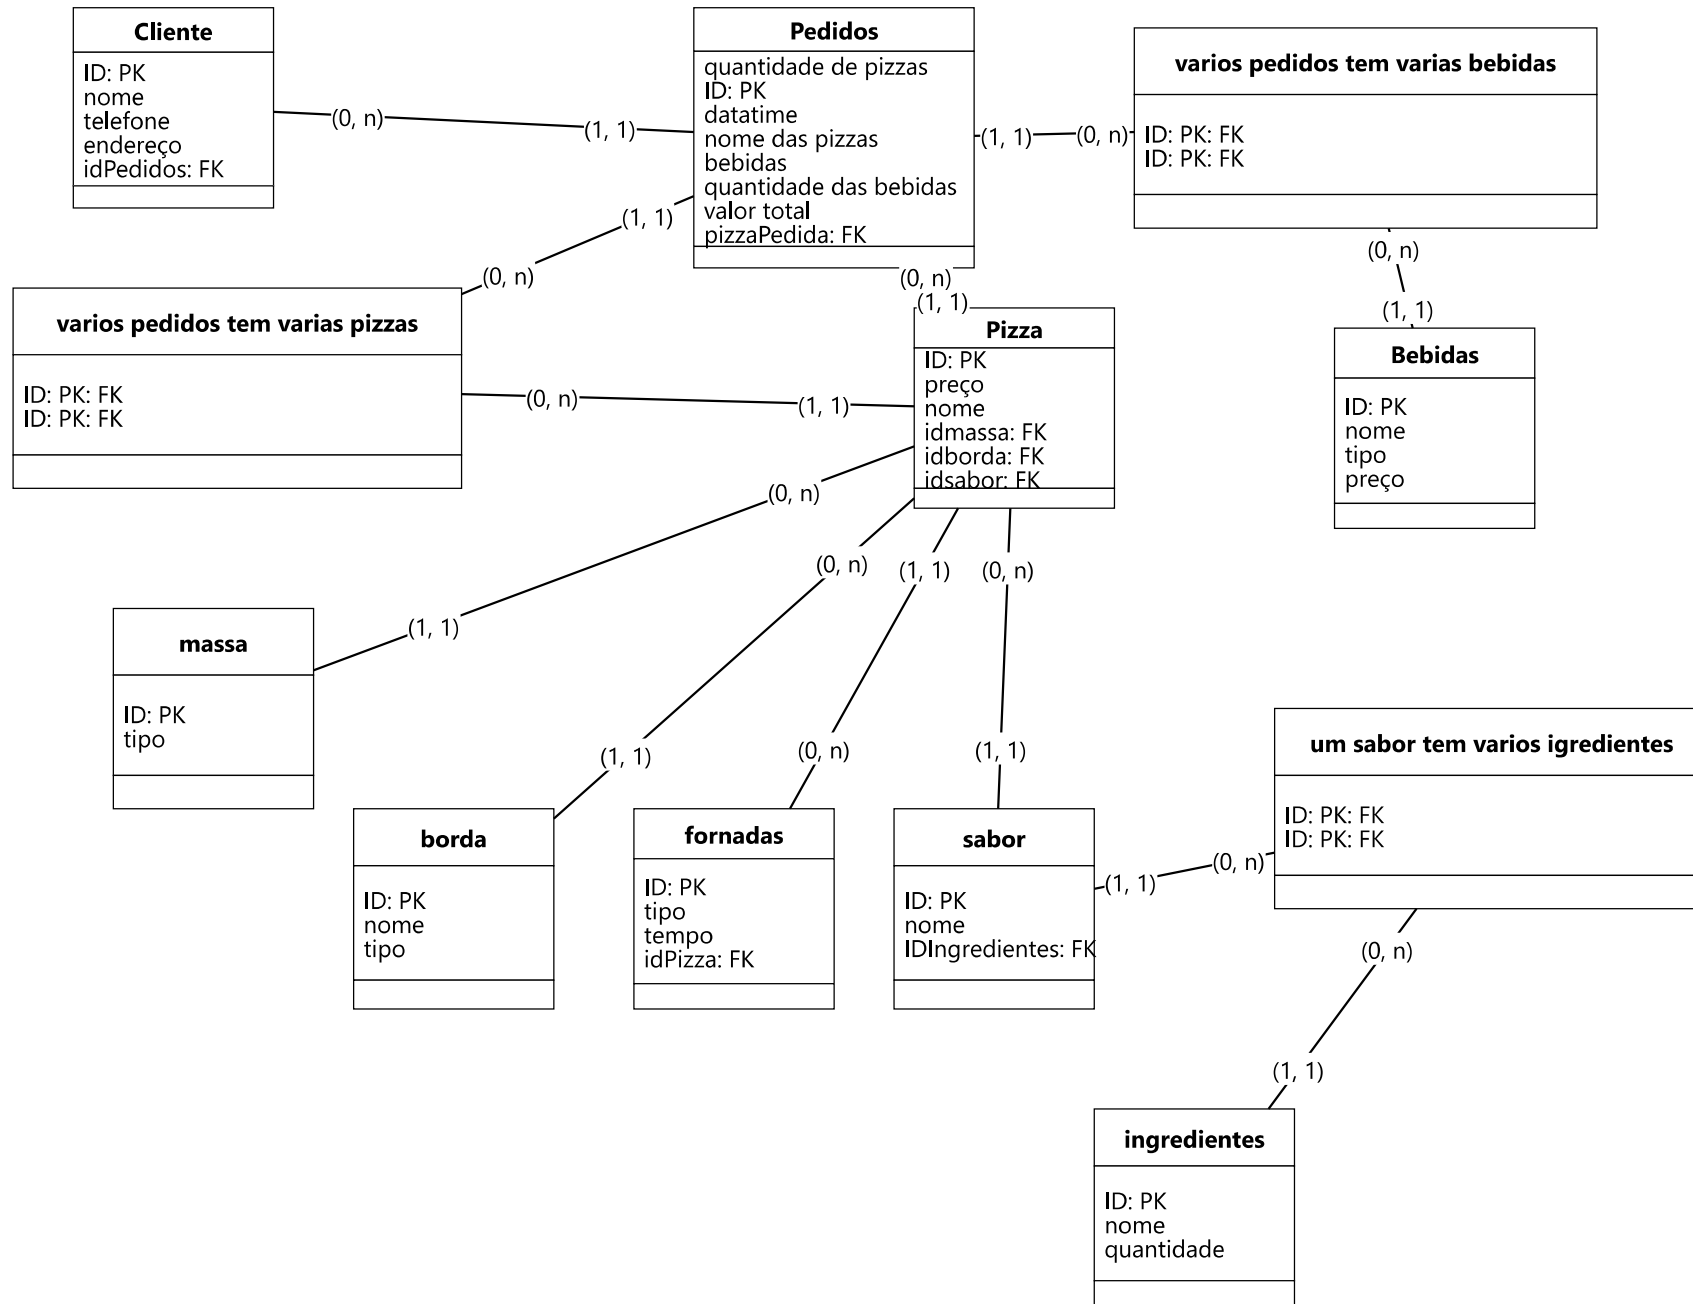 Cliente
ID: PK
nome
telefone
endereço
idPedidos: FK
(0, n)
(1, 1)
Pedidos
quantidade de pizzas
ID: PK
datatime
nome das pizzas
bebidas
quantidade das bebidas
valor total
pizzaPedida: FK
(1, 1)
(0, n)
varios pedidos tem varias bebidas
ID: PK: FK
ID: PK: FK
(0, n)
(1, 1)
Bebidas
ID: PK
nome
tipo
preço
(1, 1)
(0, n)
varios pedidos tem varias pizzas
ID: PK: FK
ID: PK: FK
(0, n)
(1, 1)
(0, n)
(1, 1)
Pizza
ID: PK
preço
nome
idmassa: FK
idborda: FK
idsabor: FK
(0, n)
(1, 1)
massa
ID: PK
tipo
(0, n)
(1, 1)
borda
ID: PK
nome
tipo
(1, 1)
(0, n)
fornadas
ID: PK
tipo
tempo
idPizza: FK
(0, n)
(1, 1)
sabor
ID: PK
nome
IDIngredientes: FK
(1, 1)
(0, n)
um sabor tem varios igredientes
ID: PK: FK
ID: PK: FK
(0, n)
(1, 1)
ingredientes
ID: PK
nome
quantidade